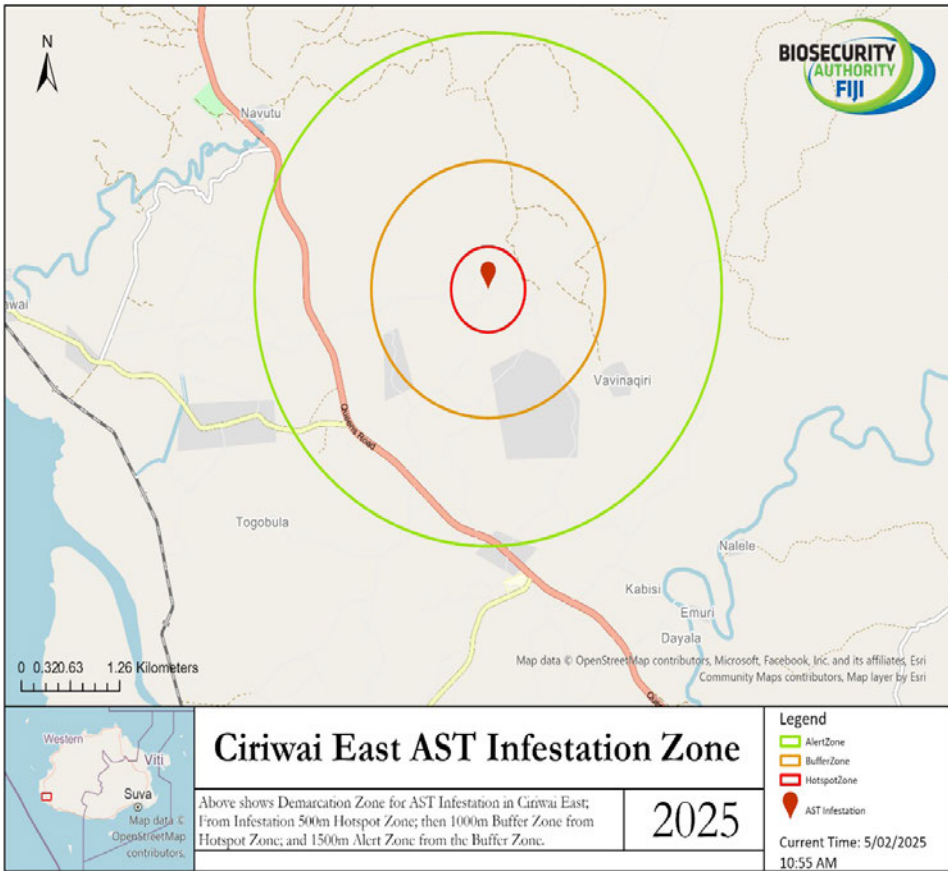 N
BIOSECURITY
AUTHORITY
FIJI
Navutu
awai
Vavinaqiri
Queens Road
Togobula
Nalele
Kabisi
Emuri
Dayala
0 0.320.63 1.26 Kilometers
Map data © OpenStreetMap contributors, Microsoft, Facebook, Inc. and its affiliates, Esri
Community Maps contributors, Map layer by Esri
Western
Viti
Suva
Map data ©
OpenStreetMap
contributors,
Ciriwai East AST Infestation Zone
Above shows Demarcation Zone for AST Infestation in Ciriwai East;
From Infestation 500m Hotspot Zone; then 1000m Buffer Zone from
Hotspot Zone; and 1500m Alert Zone from the Buffer Zone.
2025
Legend
AlertZone
BufferZone
HotspotZone
AST Infestation
Current Time: 5/02/2025
10:55 AM